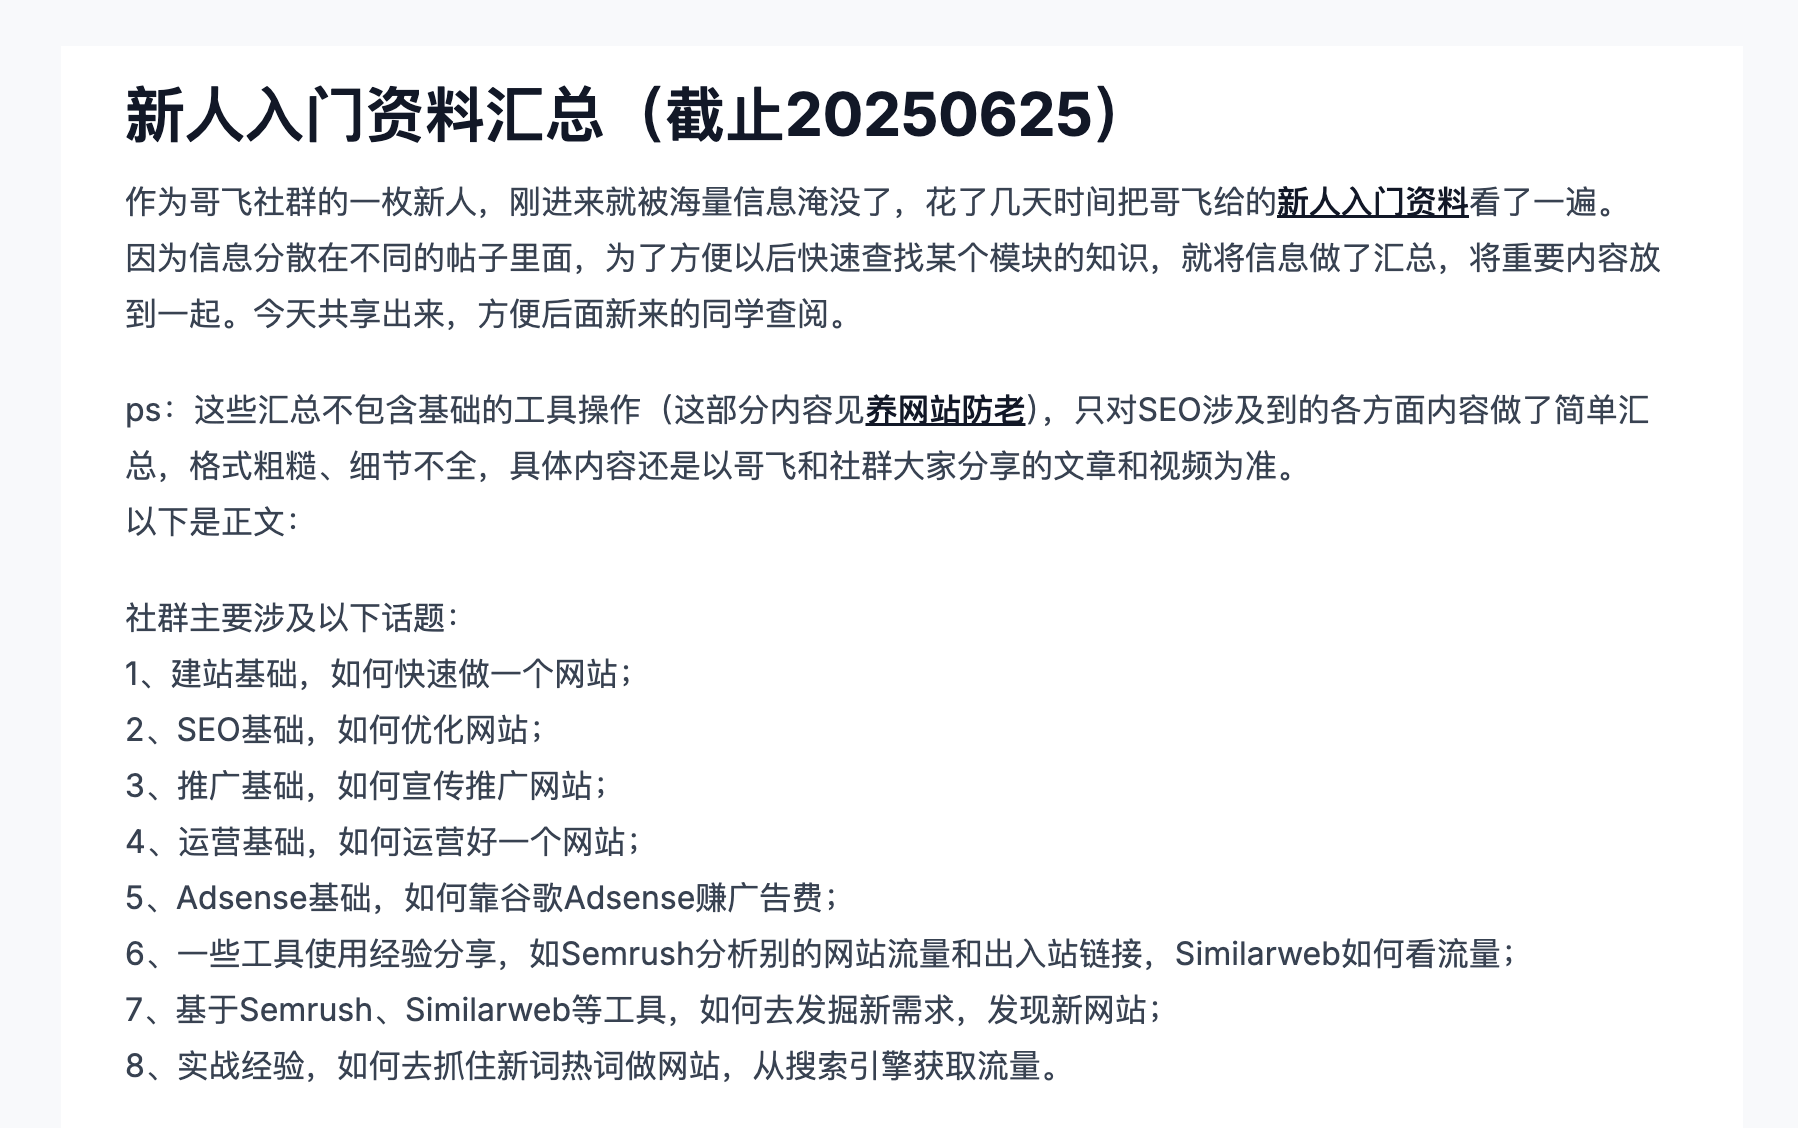 新人入门资料汇总（截止20250625）
作为哥飞社群的一枚新人，刚进来就被海量信息淹没了，花了几天时间把哥飞给的新人入门资料看了一遍。
因为信息分散在不同的帖子里面，为了方便以后快速查找某个模块的知识，就将信息做了汇总，将重要内容放
到一起。今天共享出来，方便后面新来的同学查阅。
ps：这些汇总不包含基础的工具操作（这部分内容见养网站防老），只对SEO涉及到的各方面内容做了简单汇
总，格式粗糙、细节不全，具体内容还是以哥飞和社群大家分享的文章和视频为准。
以下是正文：
社群主要涉及以下话题：
1、建站基础，如何快速做一个网站；
2、SEO基础，如何优化网站；
3、推广基础，如何宣传推广网站；
4、运营基础，如何运营好一个网站；
5、Adsense基础，如何靠谷歌Adsense赚广告费；
6、一些工具使用经验分享，如Semrush分析别的网站流量和出入站链接，Similarweb如何看流量；
7、基于Semrush、Similarweb等工具，如何去发掘新需求，发现新网站；
8、实战经验，如何去抓住新词热词做网站，从搜索引擎获取流量。